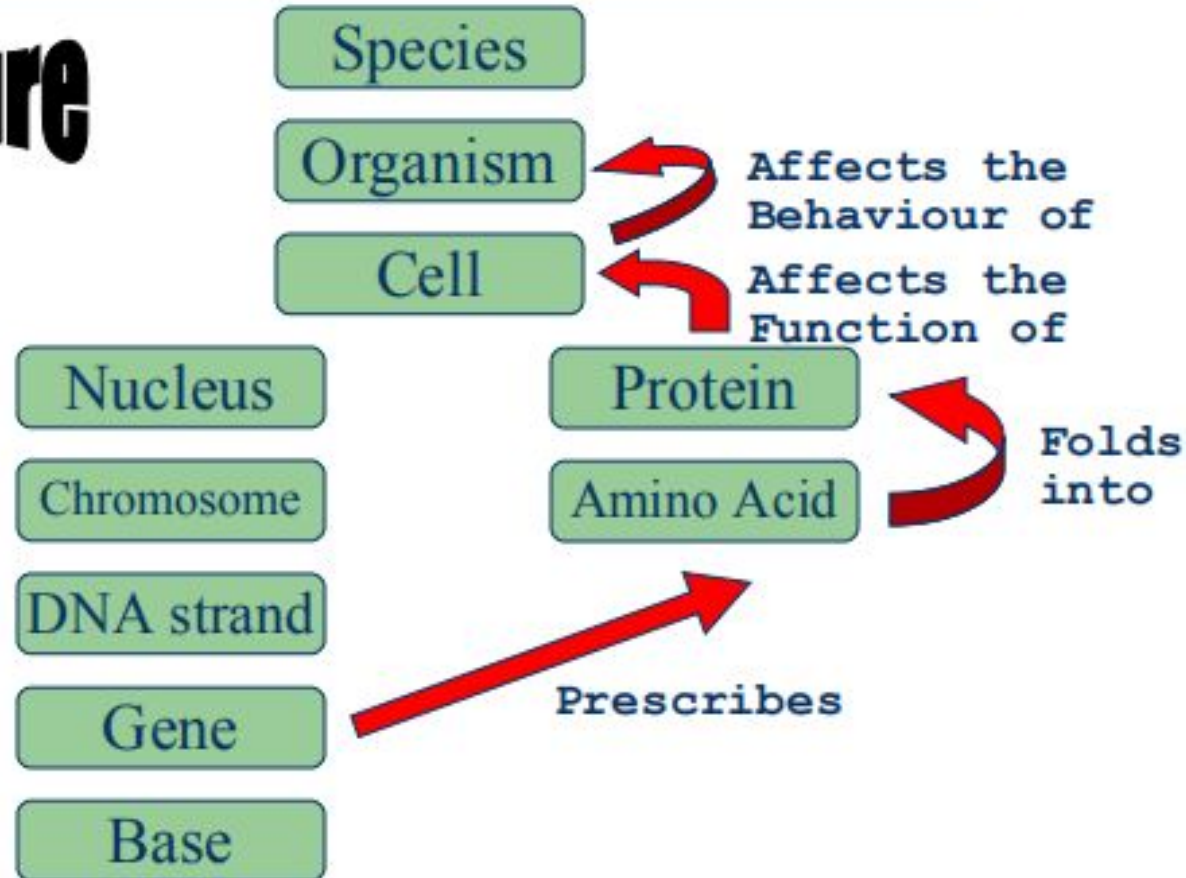 ure
Species
Organism
Affects the
Behaviour of
Cell
Affects the
Function of
Nucleus
Protein
Folds
into
Chromosome
Amino Acid
DNA strand
Prescribes
Gene
Base